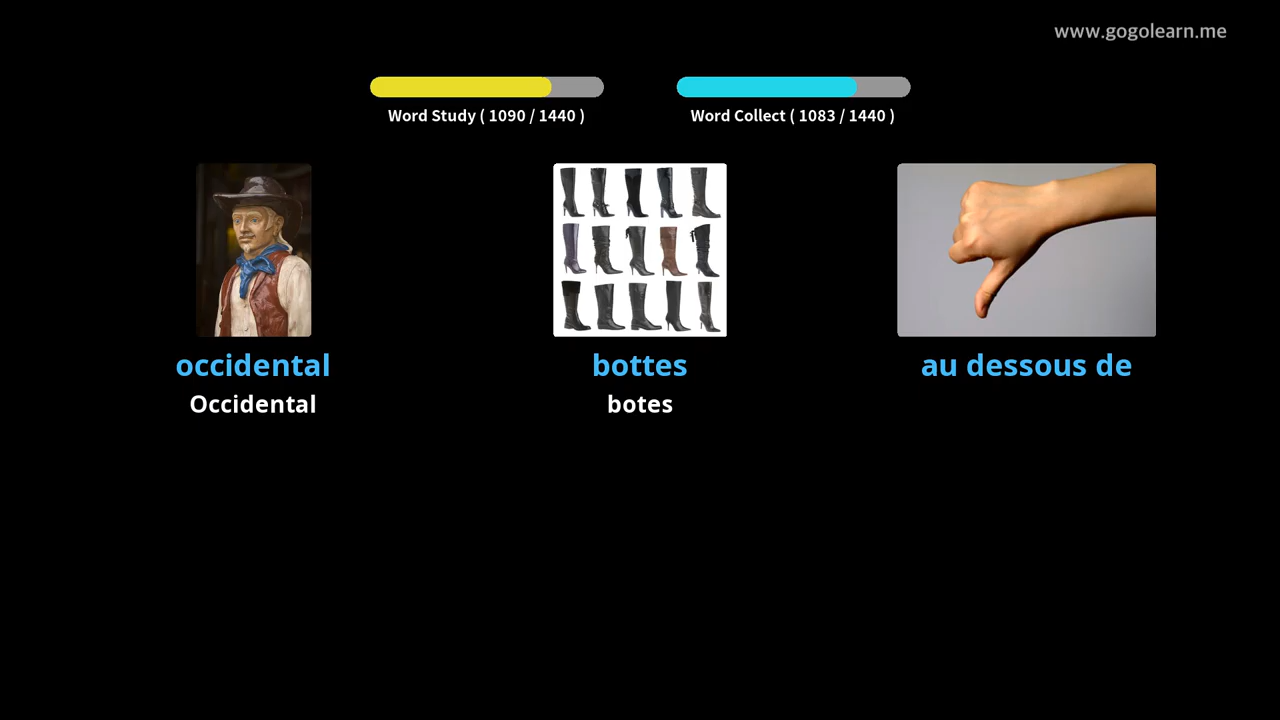 www.gogolearn.me
Word Study ( 1090 / 1440 )
Word Collect ( 1083 / 1440 )
occidental
bottes
au dessous de
Occidental
botes